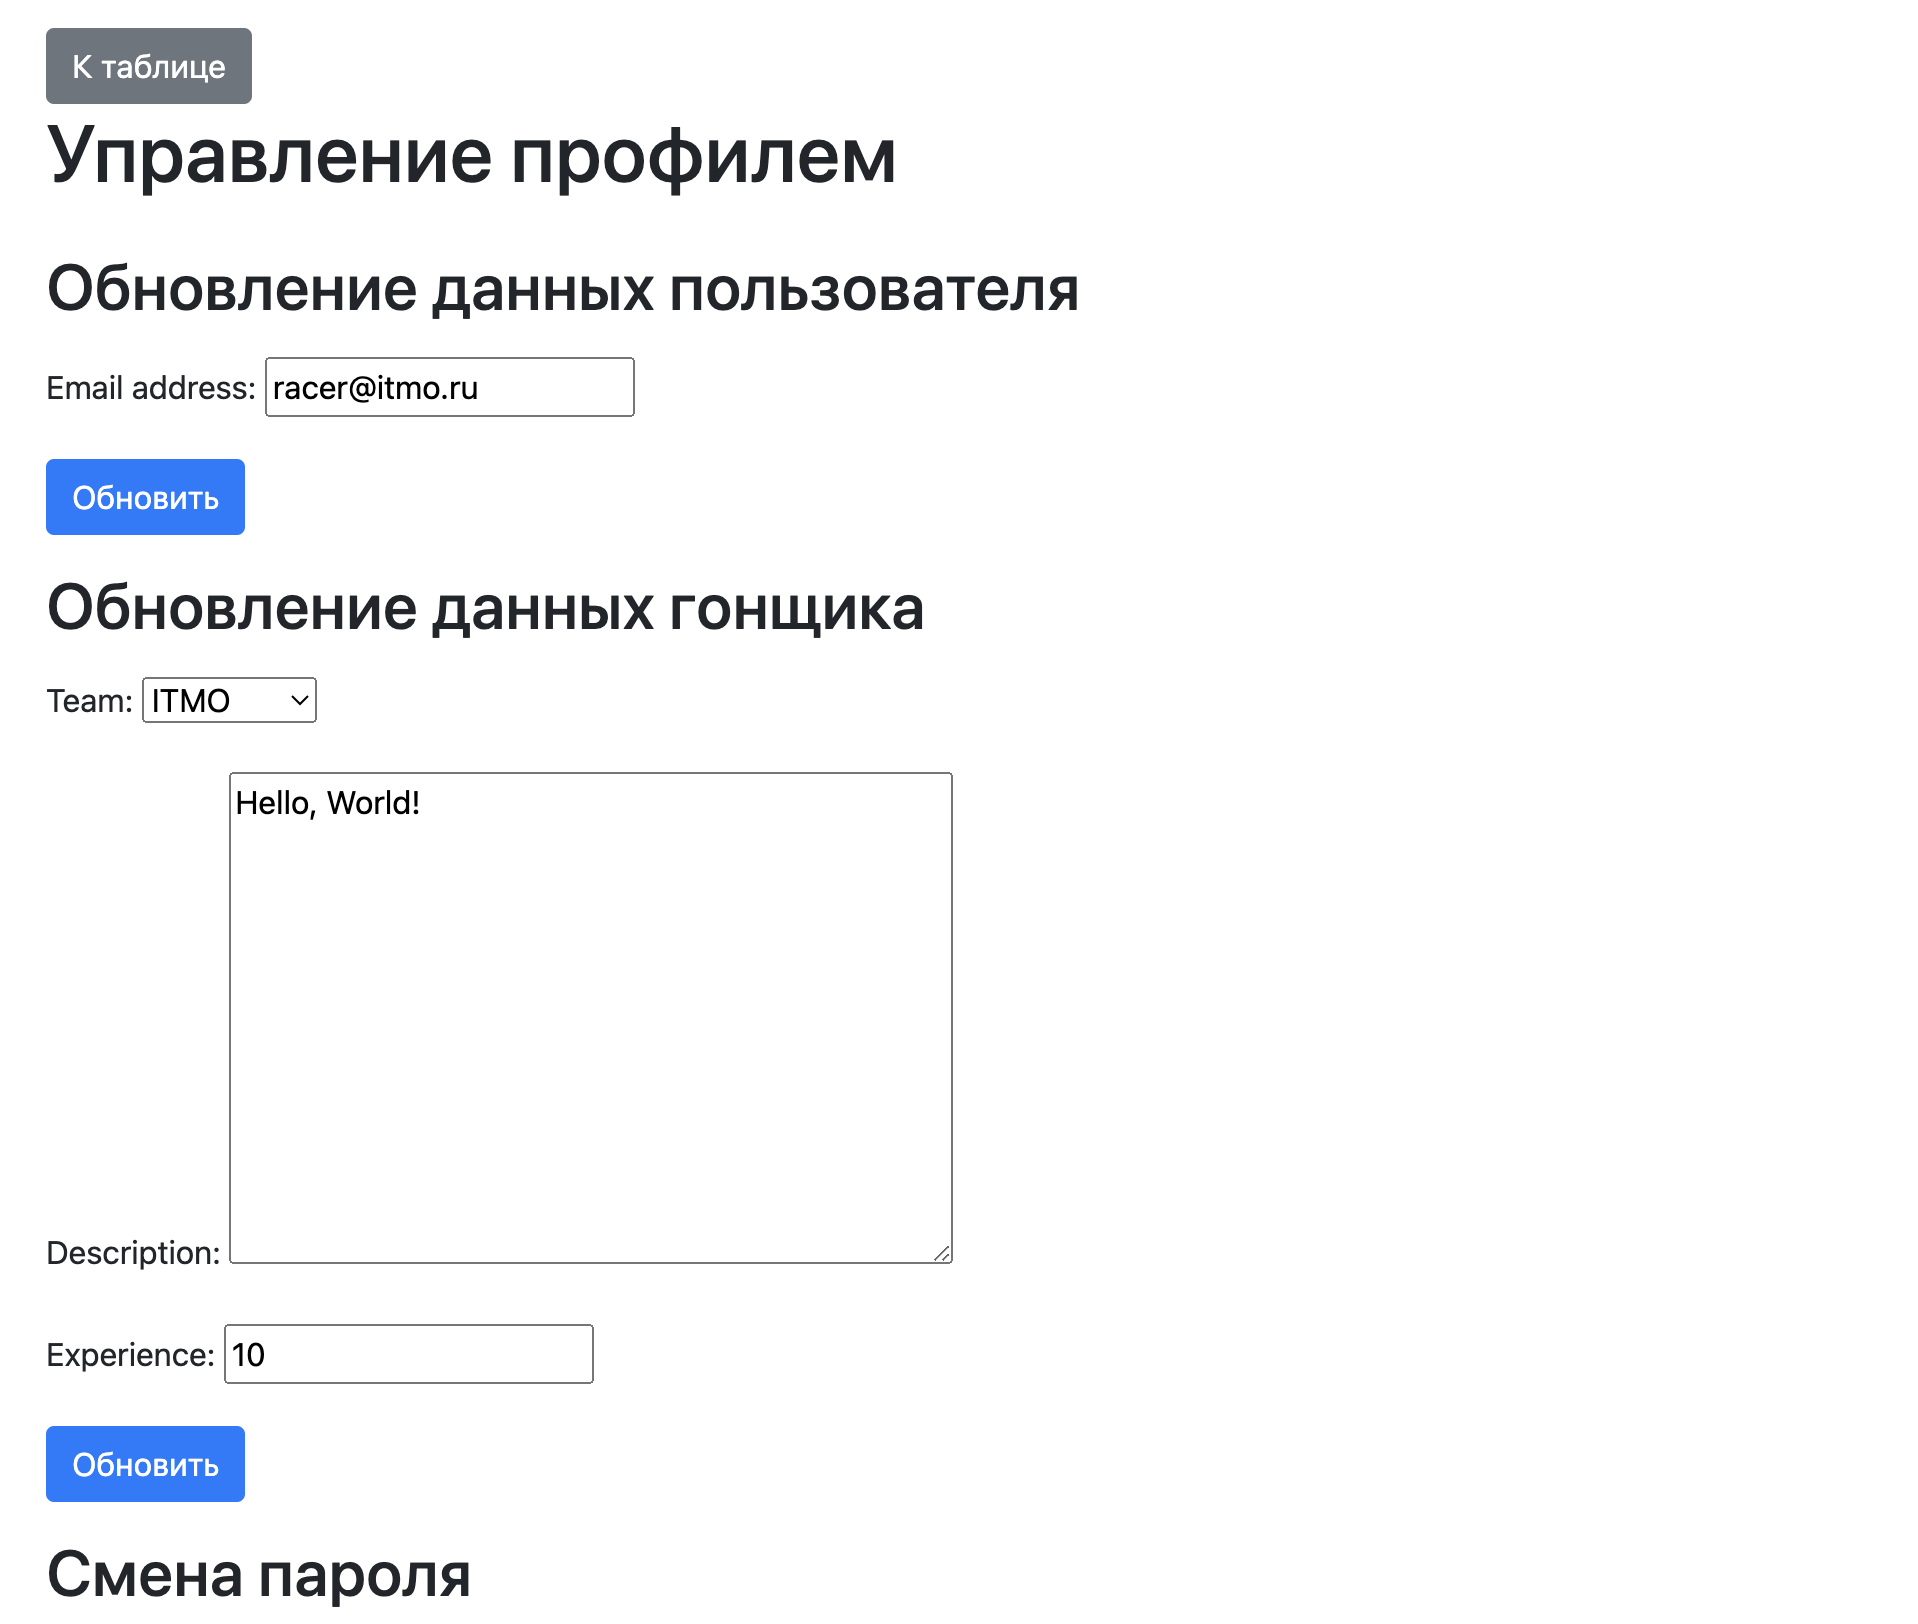 К таблице
Управление профилем
Обновление данных пользователя
Email address: racer@itmo.ru
Обновить
Обновление данных гонщика
Team: ITMO
Hello, World!
Description:
Experience: 10
Обновить
Смена пароля